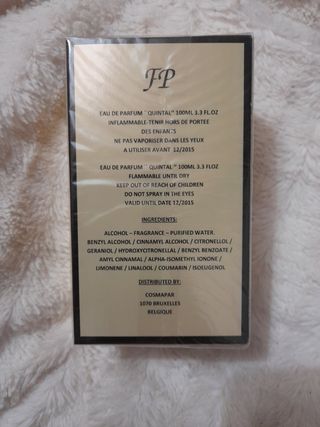 FP
EAU DE PARFUM " QUINTAL" 100ML 3.3 FL.OZ
INFLAMMABLE-TENIR HORS DE PORTEE
DES ENFANTS
NE PAS VAPORISER DANS LES YEUX
A UTILISER AVANT 12/2015
EAU DE PARFUM " QUINTAL" 100ML 3.3 FLOZ
FLAMMABLE UNTIL DRY
KEEP OUT OF REACH OF CHILDREN
DO NOT SPRAY IN THE EYES
VALID UNTIL DATE 12/2015
INGREDIENTS:
ALCOHOL – FRAGRANCE – PURIFIED WATER.
BENZYL ALCOHOL / CINNAMYL ALCOHOL / CITRONELLOL /
GERANIOL / HYDROXYCITRONELLAL / BENZYL BENZOATE /
AMYL CINNAMAL / ALPHA-ISOMETHYL IONONE /
LIMONENE / LINALOOL / COUMARIN / ISOEUGENOL
DISTRIBUTED BY:
COSMAPAR
1070 BRUXELLES
BELGIQUE